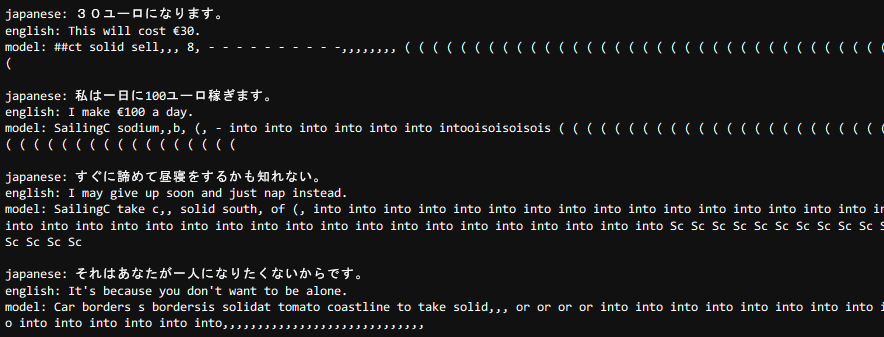 japanese: ３０ユーロになります。
english: This will cost €30.
model: ##ct solid sell,,, 8, - - - - - - - - - -,,,,,,,, ( ( ( ( ( ( ( ( ( ( ( ( ( ( ( ( ( ( ( ( ( ( ( ( ( ( ( ( ( ( ( ( ( (
(
japanese: 私は一日に100ユーロ稼ぎます。
english: I make €100 a day.
model: SailingC sodium,,b, (, - into into into into into into intooisoisoisois ( ( ( ( ( ( ( ( ( ( ( ( ( ( ( ( ( ( ( ( ( ( ( (
( ( ( ( ( ( ( ( ( ( ( ( ( ( ( ( (
japanese: すぐに諦めて昼寝をするかも知れない。
english: I may give up soon and just nap instead.
model: SailingC take c,, solid south, of (, into into into into into into into into into into into into into into into into in
into into into into into into into into into into into into into into into into into into into Sc Sc Sc Sc Sc Sc Sc Sc S
Sc Sc Sc Sc
japanese: それはあなたが一人になりたくないからです。
english: It's because you don't want to be alone.
model: Car borders s bordersis solidat tomato coastline to take solid,,, or or or or into into into into into into into into i
o into into into into into into,,,,,,,,,,,,,,,,,,,,,,,,,,,,,